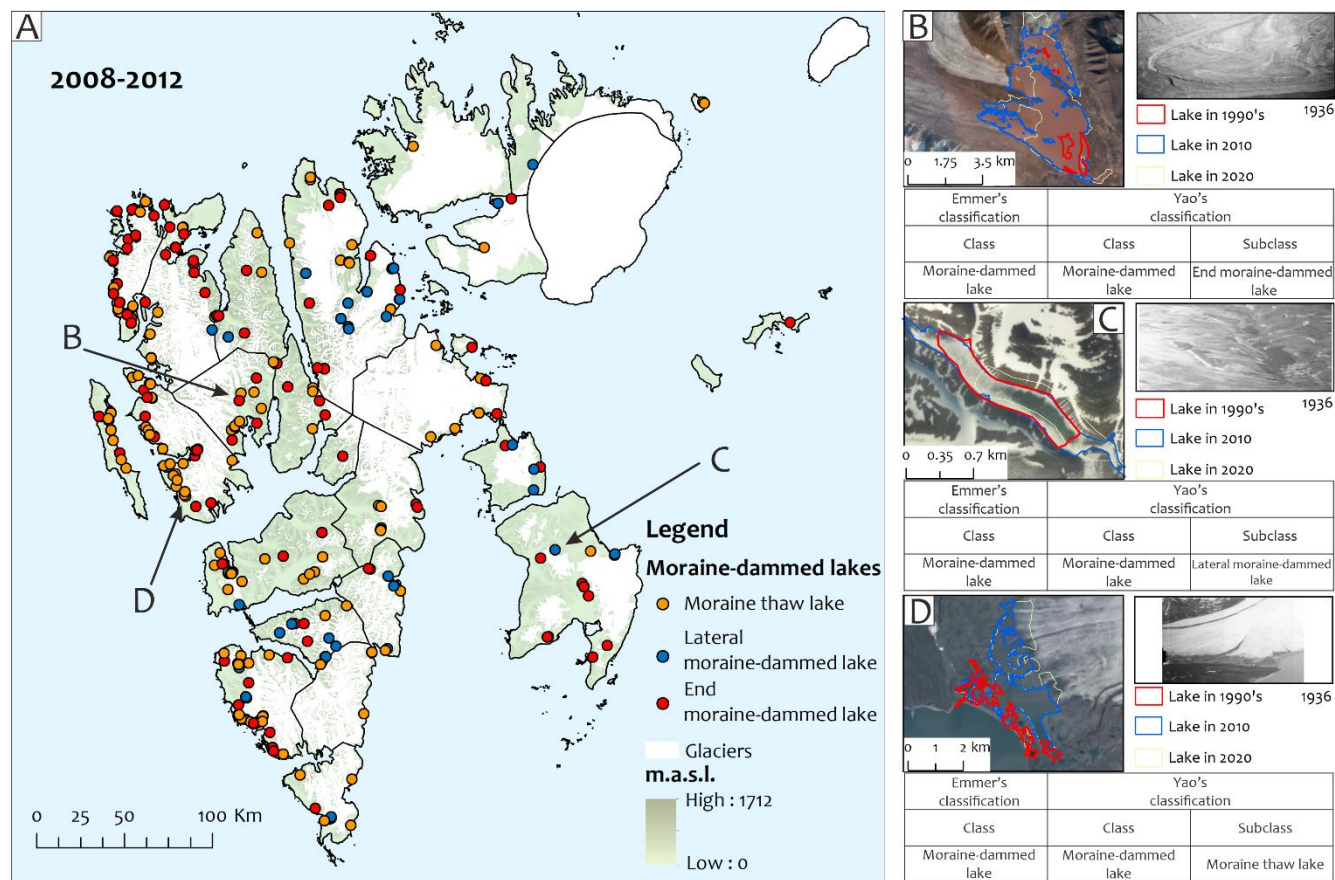 A
2008-2012
B
C
D
Legend
Moraine-dammed lakes
Moraine thaw lake
Lateral
moraine-dammed lake
End
moraine-dammed lake
Glaciers
m.a.s.l.
High : 1712
Low : 0
0 25 50 100 Km
B
0 1.75 3.5 km
1936
Lake in 1990's
Lake in 2010
Lake in 2020
Emmer's
classification
Yao's
classification
Class
Class
Subclass
Moraine-dammed
lake
Moraine-dammed
lake
End moraine-dammed
lake
C
0 0.35 0.7 km
1936
Lake in 1990's
Lake in 2010
Lake in 2020
Emmer's
classification
Yao's
classification
Class
Class
Subclass
Moraine-dammed
lake
Moraine-dammed
lake
Lateral moraine-dammed
lake
D
0 1 2 km
1936
Lake in 1990's
Lake in 2010
Lake in 2020
Emmer's
classification
Yao's
classification
Class
Class
Subclass
Moraine-dammed
lake
Moraine-dammed
lake
Moraine thaw lake